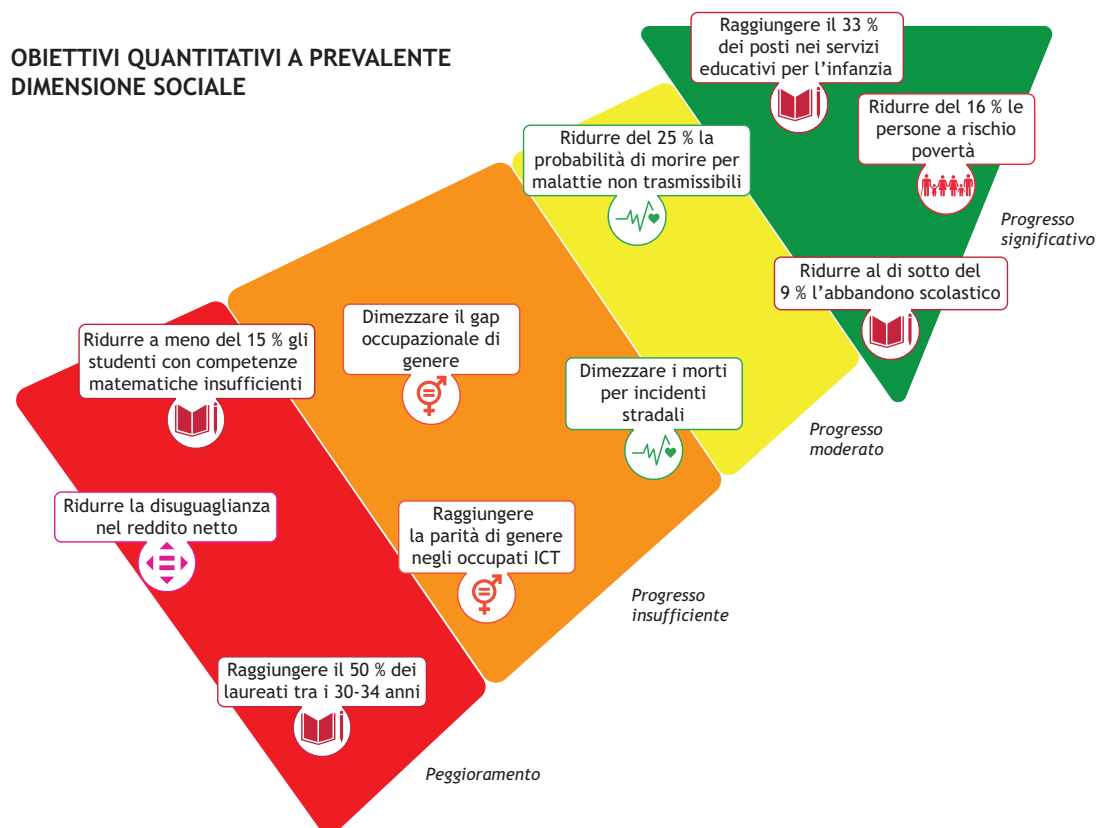 OBIETTIVI QUANTITATIVI A PREVALENTE
DIMENSIONE SOCIALE
Raggiungere il 33 %
dei posti nei servizi
educativi per l'infanzia
Ridurre del 16 % le
persone a rischio
povertà
Ridurre del 25 % la
probabilità di morire per
malattie non trasmissibili
Progresso
significativo
Ridurre al di sotto del
9 % l'abbandono scolastico
Dimezzare il gap
occupazionale di
genere
Ridurre a meno del 15 % gli
studenti con competenze
matematiche insufficienti
Dimezzare i morti
per incidenti
stradali
Progresso
moderato
Ridurre la disuguaglianza
nel reddito netto
Raggiungere
la parità di genere
negli occupati ICT
Progresso
insufficiente
Raggiungere il 50 % dei
laureati tra i 30-34 anni
Peggioramento